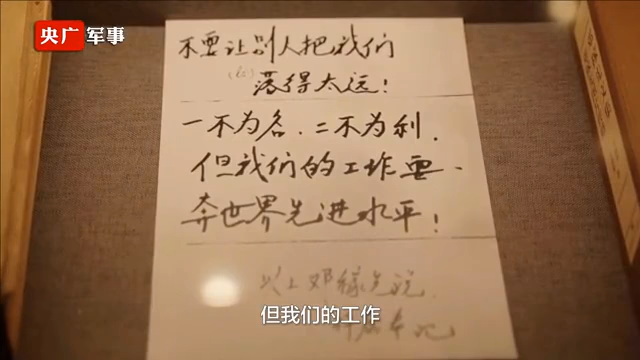 央广军事
不要让别人把我们
落得太远！
一不为名、二不为利，
但我们的工作要
奔世界先进水平！
以上邓稼先说，
但我们的工作